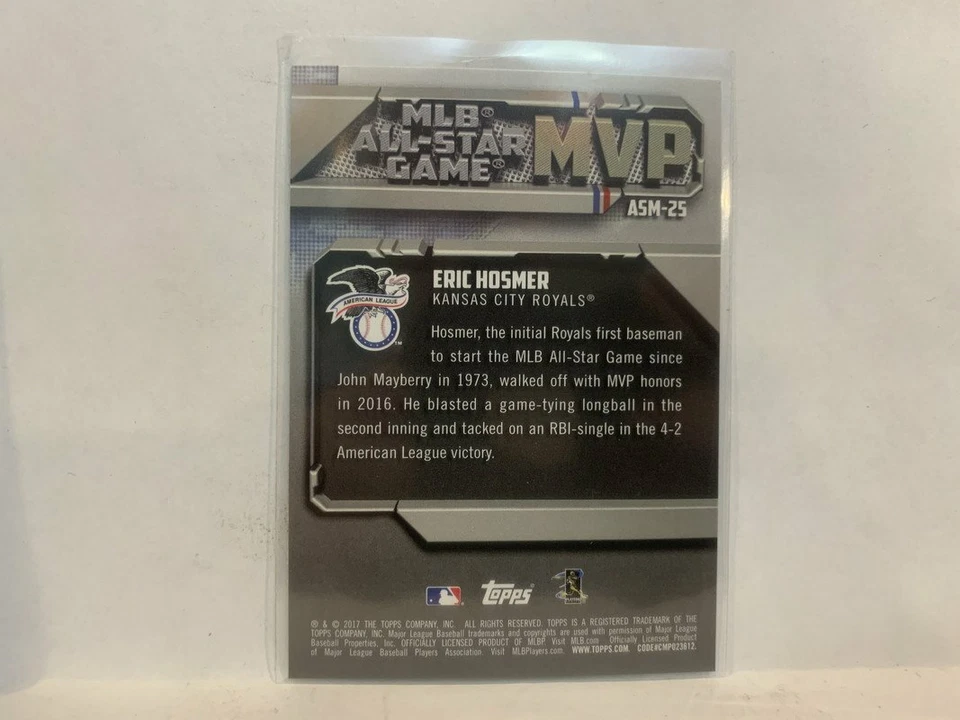 MLB®
ALL-STAR
GAME®
MVP
ASM-25
AMERICAN LEAGUE
TM
ERIC HOSMER
KANSAS CITY ROYALS®
Hosmer, the initial Royals first baseman
to start the MLB All-Star Game since
John Mayberry in 1973, walked off with MVP honors
in 2016. He blasted a game-tying longball in the
second inning and tacked on an RBI-single in the 4-2
American League victory.
topps
® & © 2017 THE TOPPS COMPANY, INC. ALL RIGHTS RESERVED. TOPPS IS A REGISTERED TRADEMARK OF THE
TOPPS COMPANY, INC. Major League Baseball trademarks and copyrights are used with permission of Major League
Baseball Properties, Inc. OFFICIALLY LICENSED PRODUCT OF MLBP. Visit MLB.com. Officially Licensed Product
of Major League Baseball Players Association. Visit MLBPlayers.com. WWW.TOPPS.COM. CODE#CMP023612.